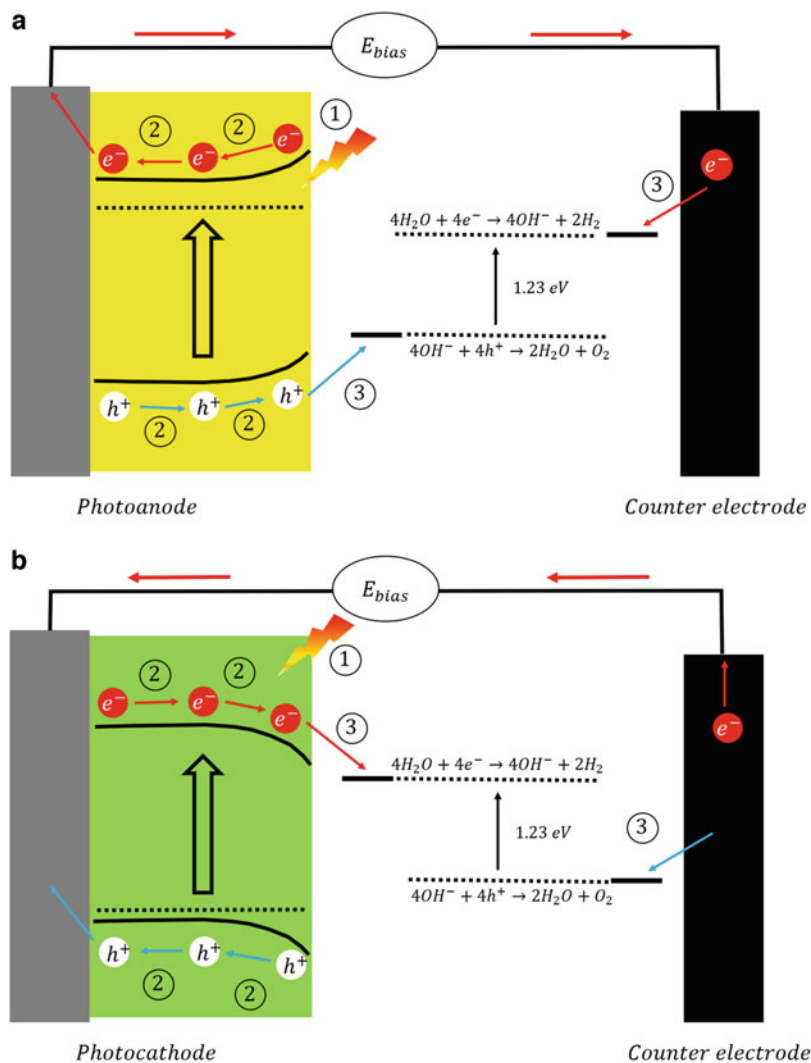 a
E_bias
① 
② ②
e⁻ e⁻ e⁻ e⁻
③
4H₂O + 4e⁻ → 4OH⁻ + 2H₂
1.23 eV
4OH⁻ + 4h⁺ → 2H₂O + O₂
h⁺ h⁺ h⁺
③
② ②
Photoanode Counter electrode
b
E_bias
①
② ②
e⁻ e⁻ e⁻ e⁻
③
4H₂O + 4e⁻ → 4OH⁻ + 2H₂
1.23 eV
③
4OH⁻ + 4h⁺ → 2H₂O + O₂
h⁺ h⁺ h⁺
② ②
Photocathode Counter electrode